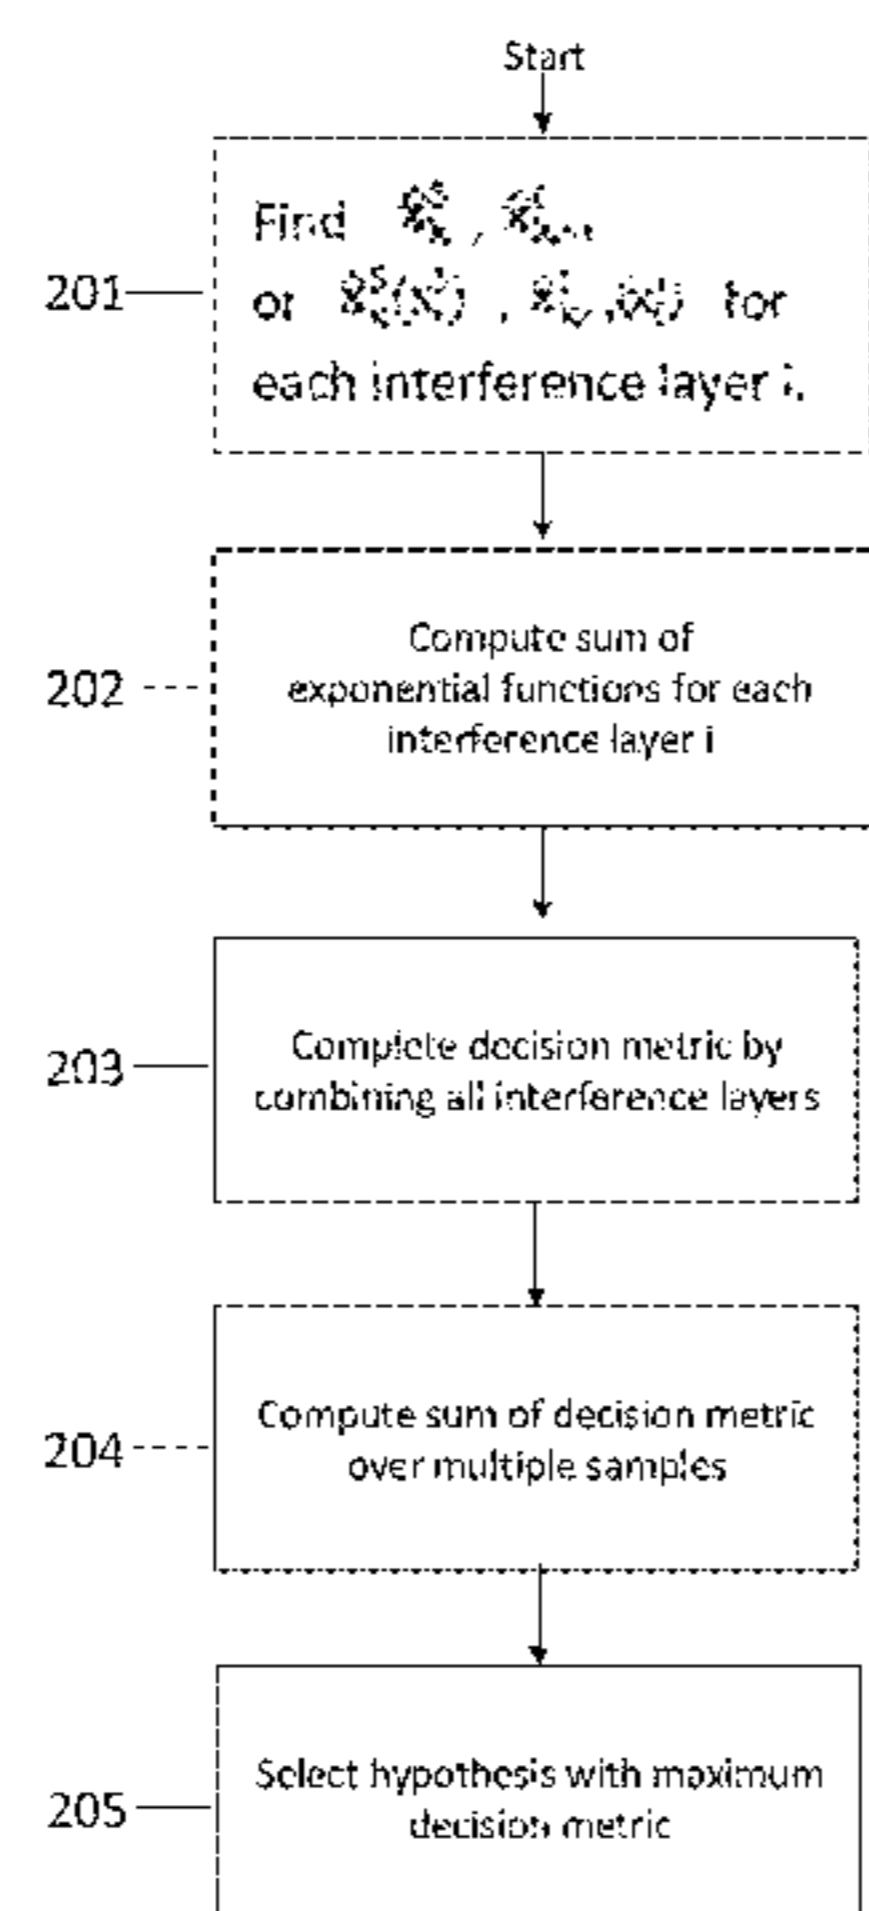 Start
201
Find
or for
each interference layer i.
202
Compute sum of
exponential functions for each
interference layer i
203
Complete decision metric by
combining all interference layers
204
Compute sum of decision metric
over multiple samples
205
Select hypothesis with maximum
decision metric